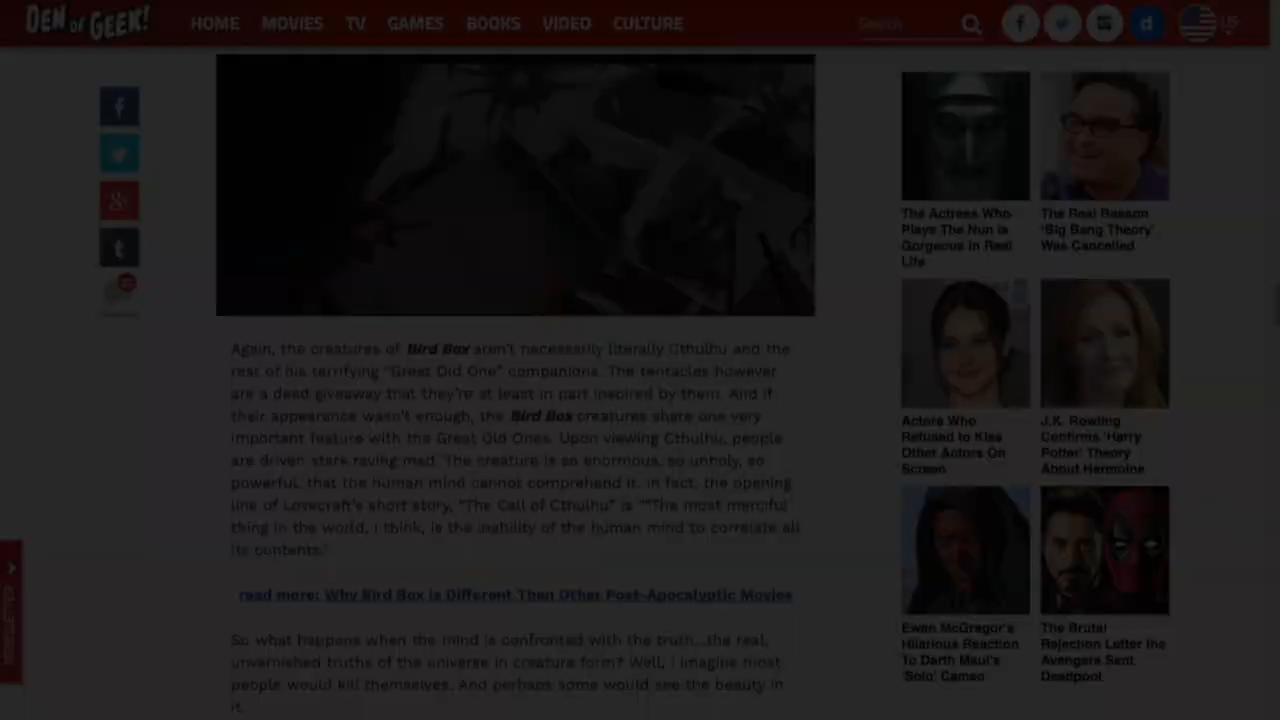 DEN OF GEEK!
HOME MOVIES TV GAMES BOOKS VIDEO CULTURE
Search
US
Again, the creatures of Bird Box aren't necessarily literally Cthulhu and the
rest of his terrifying "Great Old One" companions. The tentacles however
are a dead giveaway that they're at least in part inspired by them. And if
their appearance wasn't enough, the Bird Box creatures share one very
important feature with the Great Old Ones. Upon viewing Cthulhu, people
are driven stark raving mad. The creature is so enormous, so unholy, so
powerful, that the human mind cannot comprehend it. In fact, the opening
line of Lovecraft's short story, "The Call of Cthulhu" is ""The most merciful
thing in the world, I think, is the inability of the human mind to correlate all
its contents."
read more: Why Bird Box is Different Than Other Post-Apocalyptic Movies
So what happens when the mind is confronted with the truth...the real,
unvarnished truths of the universe in creature form? Well, I imagine most
people would kill themselves. And perhaps some would see the beauty in
it.
The Actress Who
Plays The Nun Is
Gorgeous In Real
Life
The Real Reason
'Big Bang Theory'
Was Cancelled
Actors Who
Refused to Kiss
Other Actors On
Screen
J.K. Rowling
Confirms 'Harry
Potter' Theory
About Hermoine
Ewan McGregor's
Hilarious Reaction
To Darth Maul's
'Solo' Cameo
The Brutal
Rejection Letter the
Avengers Sent
Deadpool
NEWSLETTER